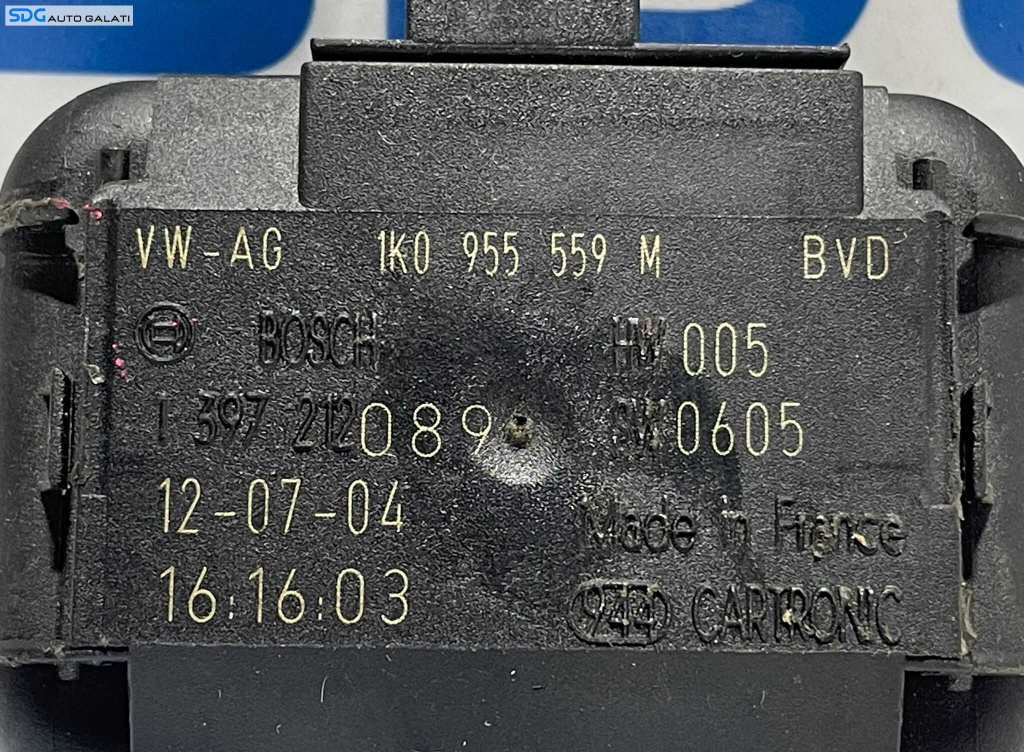 SDG AUTO GALATI
VW-AG 1K0 955 559 M BVD
BOSCH HW 005
1 397 212 089 SW 0605
12-07-04
Made in France
16:16:03
944 CARTRONIC